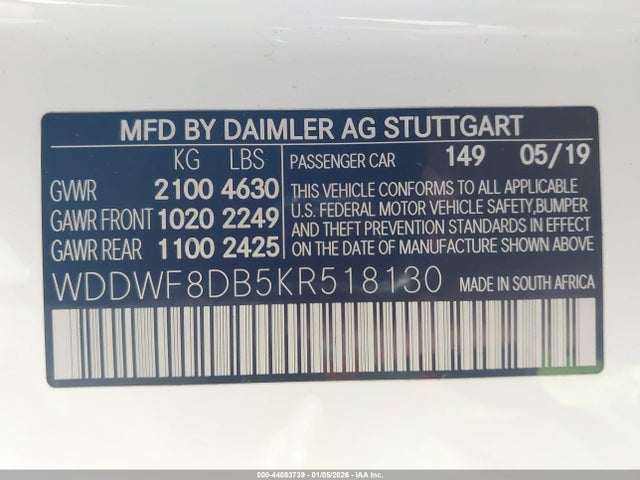 MFD BY DAIMLER AG STUTTGART
KG LBS
GVWR 2100 4630
GAWR FRONT 1020 2249
GAWR REAR 1100 2425
PASSENGER CAR 149 05/19
THIS VEHICLE CONFORMS TO ALL APPLICABLE
U.S. FEDERAL MOTOR VEHICLE SAFETY,BUMPER
AND THEFT PREVENTION STANDARDS IN EFFECT
ON THE DATE OF MANUFACTURE SHOWN ABOVE.
WDDWF8DB5KR518130 MADE IN SOUTH AFRICA
000-44083739 - 01/05/2026 - IAAI Inc.